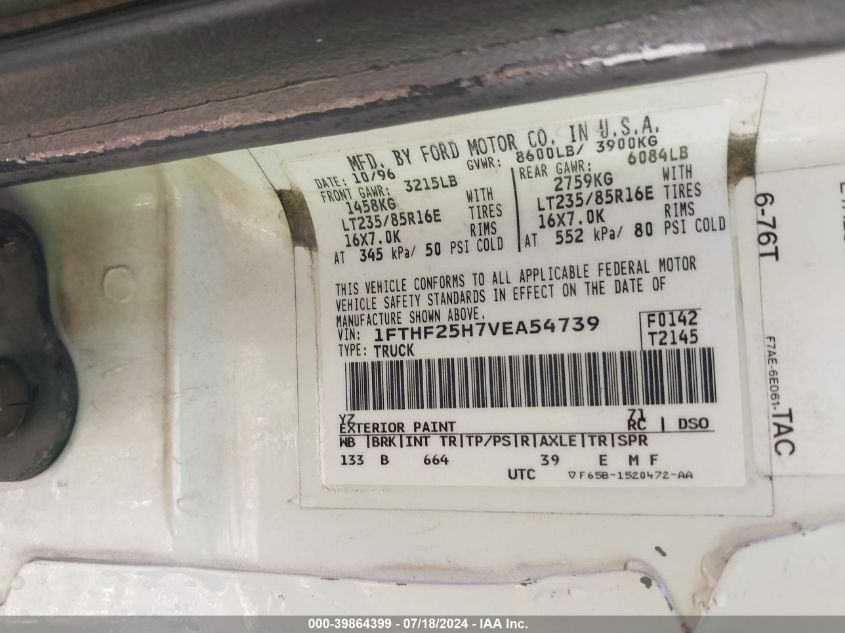 MFD. BY FORD MOTOR CO. IN U.S.A.
DATE: 10/96 GVWR: 8600LB/ 3900KG
FRONT GAWR: 3215LB REAR GAWR: 6084LB
1458KG WITH 2759KG WITH
LT235/85R16E TIRES LT235/85R16E TIRES
16X7.0K RIMS 16X7.0K RIMS
AT 345 kPa/ 50 PSI COLD AT 552 kPa/ 80 PSI COLD
THIS VEHICLE CONFORMS TO ALL APPLICABLE FEDERAL MOTOR
VEHICLE SAFETY STANDARDS IN EFFECT ON THE DATE OF
MANUFACTURE SHOWN ABOVE.
VIN: 1FTHF25H7VEA54739 F0142
TYPE: TRUCK T2145
YZ 71
EXTERIOR PAINT RC | DSO
WB |BRK|INT TR|TP/PS|R|AXLE|TR|SPR
133 B 664 39 E M F
UTC ▽F65B-1520472-AA
6-76T
F7AE-6E061-TAC
000-39864399 - 07/18/2024 - IAA Inc.